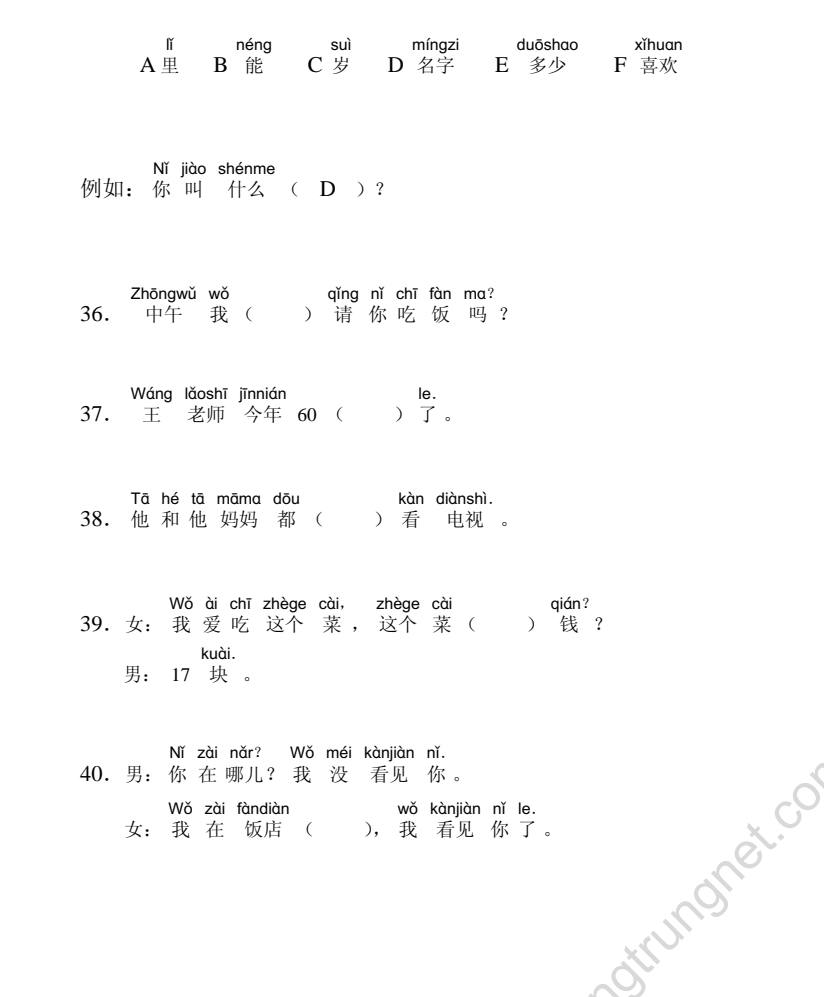 lǐ néng suì míngzi duōshao xǐhuan
A 里 B 能 C 岁 D 名字 E 多少 F 喜欢
Nǐ jiào shénme
例如： 你 叫 什么 （ D ）？
Zhōngwǔ wǒ qǐng nǐ chī fàn ma?
36． 中午 我 （ ） 请 你 吃 饭 吗 ？
Wáng lǎoshī jīnnián le.
37． 王 老师 今年 60 （ ） 了 。
Tā hé tā māma dōu kàn diànshì.
38． 他 和 他 妈妈 都 （ ） 看 电视 。
Wǒ ài chī zhège cài, zhège cài qián?
39．女： 我 爱 吃 这个 菜 ， 这个 菜 （ ） 钱 ？
kuài.
男： 17 块 。
Nǐ zài nǎr? Wǒ méi kànjiàn nǐ.
40．男： 你 在 哪儿？ 我 没 看见 你 。
Wǒ zài fàndiàn wǒ kànjiàn nǐ le.
女： 我 在 饭店 （ ）， 我 看见 你 了 。
ngtrungnet.co